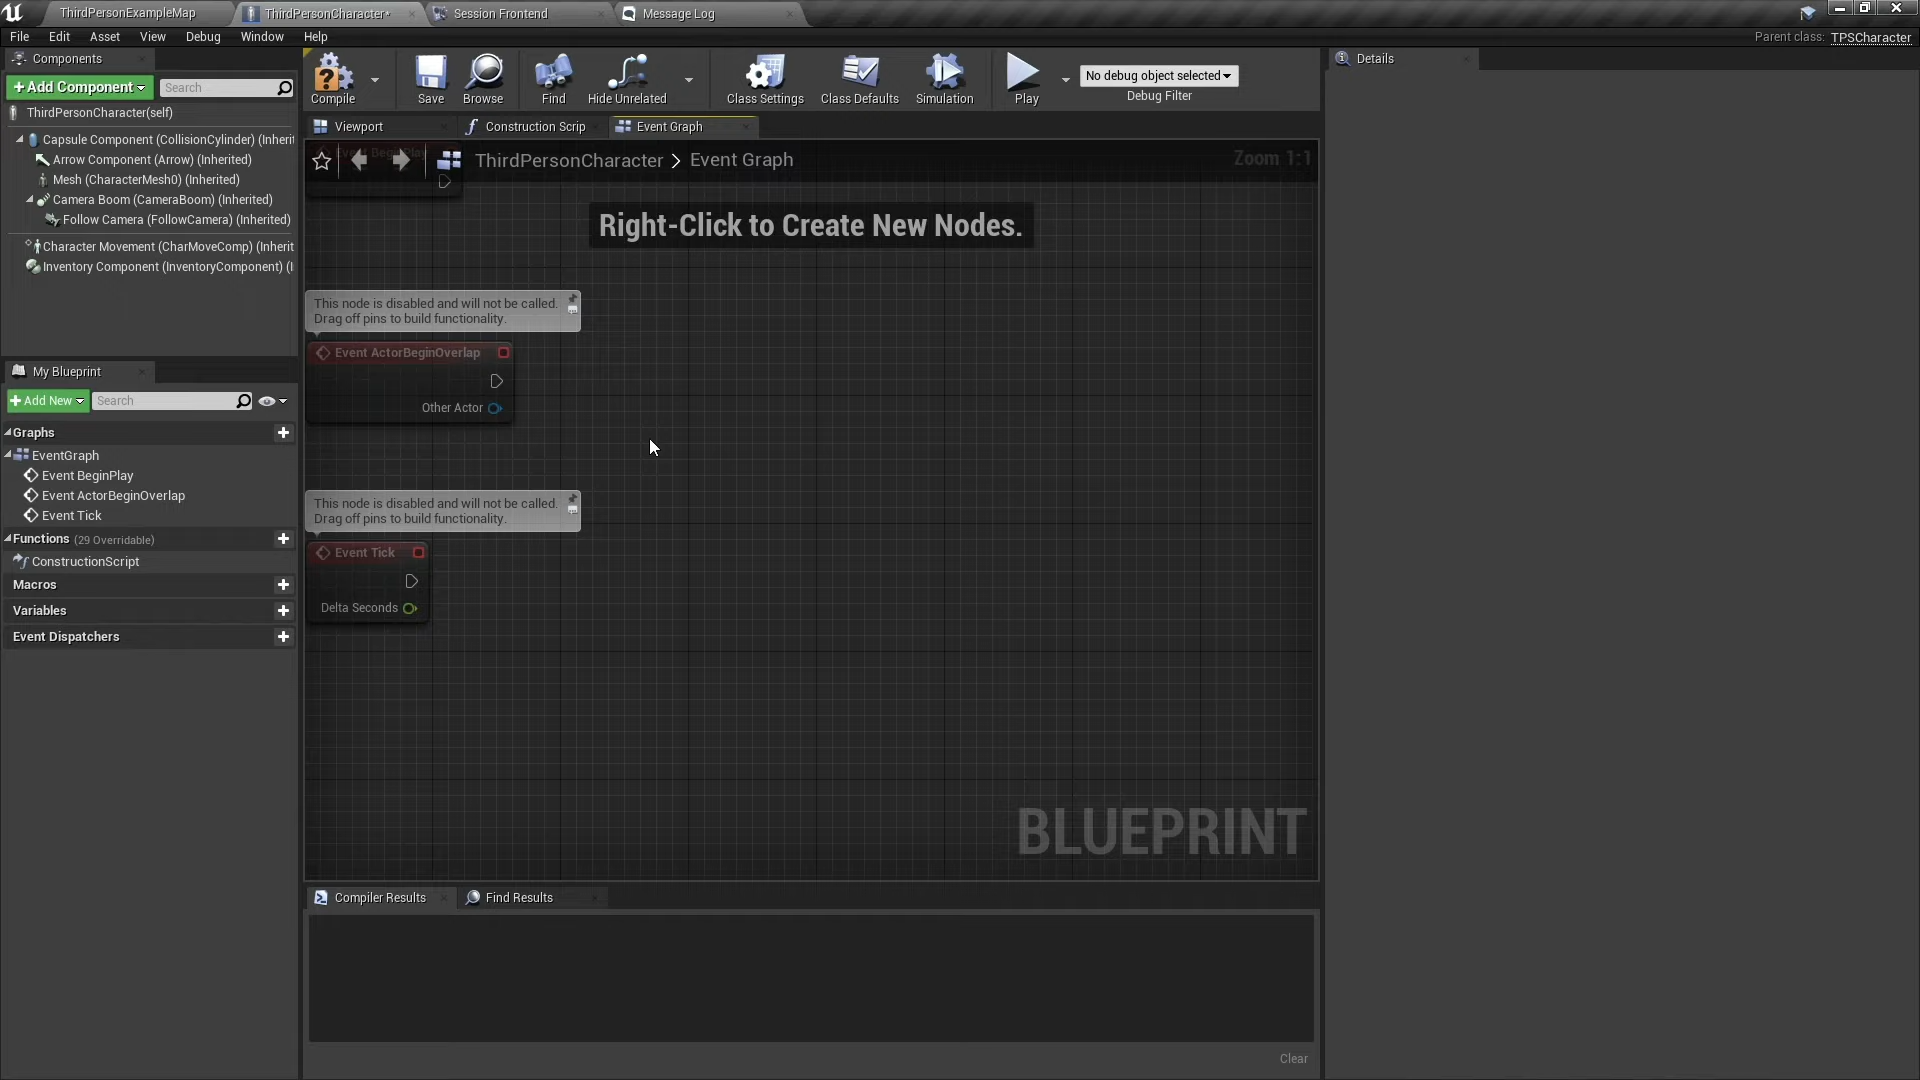 ThirdPersonExampleMap
ThirdPersonCharacter*
Session Frontend
Message Log
File Edit Asset View Debug Window Help
Parent class: TPSCharacter
Components
+Add Component
Search
ThirdPersonCharacter(self)
Capsule Component (CollisionCylinder) (Inherit
Arrow Component (Arrow) (Inherited)
Mesh (CharacterMesh0) (Inherited)
Camera Boom (CameraBoom) (Inherited)
Follow Camera (FollowCamera) (Inherited)
Character Movement (CharMoveComp) (Inherit
Inventory Component (InventoryComponent) (I
My Blueprint
+Add New
Search
Graphs
EventGraph
Event BeginPlay
Event ActorBeginOverlap
Event Tick
Functions (29 Overridable)
ConstructionScript
Macros
Variables
Event Dispatchers
Compile
Save
Browse
Find
Hide Unrelated
Class Settings
Class Defaults
Simulation
Play
No debug object selected
Debug Filter
Viewport
Construction Scrip
Event Graph
Event BeginPlay
ThirdPersonCharacter > Event Graph
Zoom 1:1
Right-Click to Create New Nodes.
This node is disabled and will not be called.
Drag off pins to build functionality.
Event ActorBeginOverlap
Other Actor
This node is disabled and will not be called.
Drag off pins to build functionality.
Event Tick
Delta Seconds
BLUEPRINT
Compiler Results
Find Results
Clear
Details